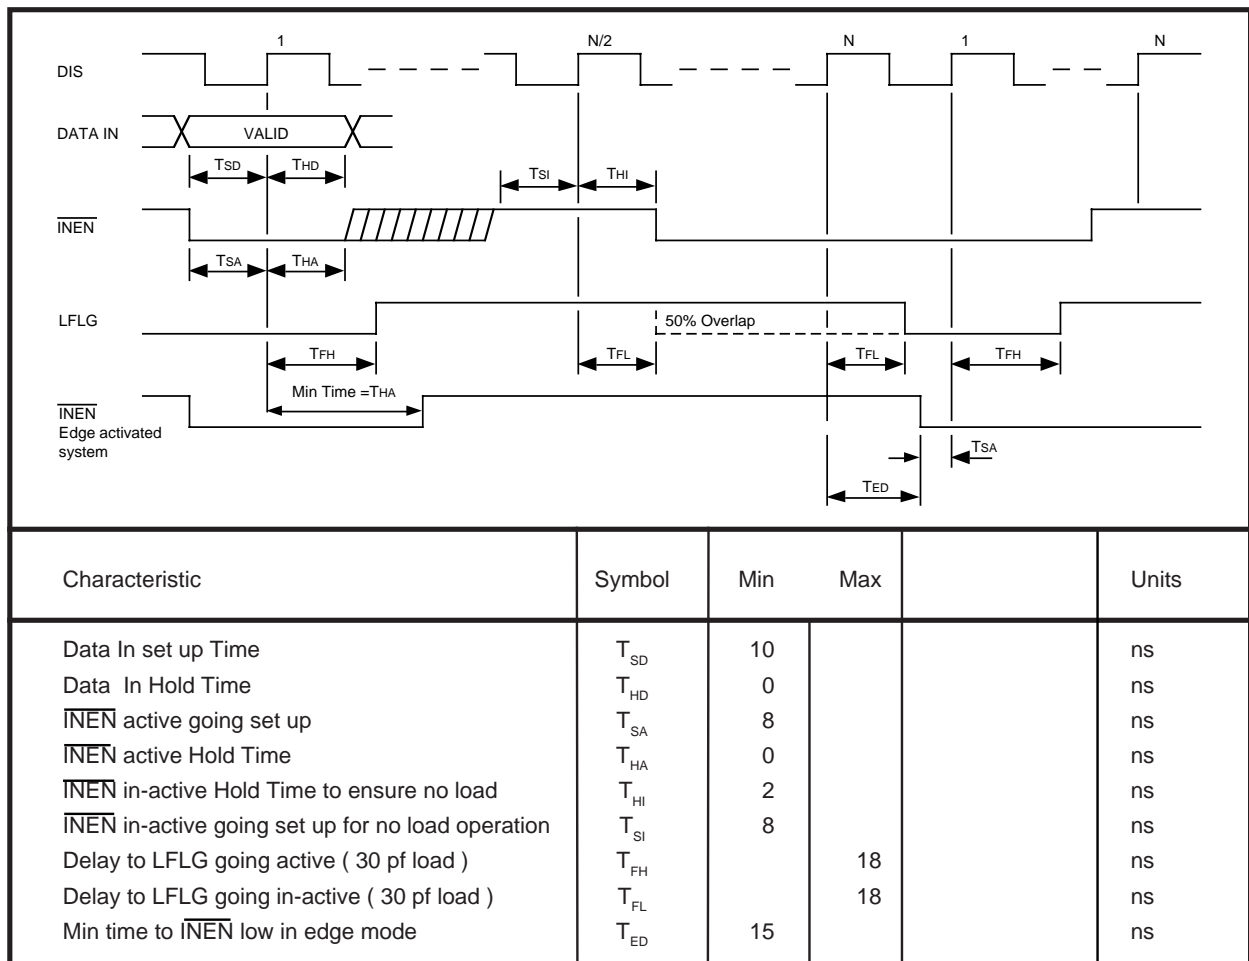 1 N/2 N 1 N
DIS
DATA IN VALID
TSD THD TSI THI
INEN
TSA THA
LFLG 50% Overlap
TFH TFL TFL TFH
Min Time =THA
INEN
Edge activated
system
TSA
TED
Characteristic Symbol Min Max Units
Data In set up Time TSD 10 ns
Data In Hold Time THD 0 ns
INEN active going set up TSA 8 ns
INEN active Hold Time THA 0 ns
INEN in-active Hold Time to ensure no load THI 2 ns
INEN in-active going set up for no load operation TSI 8 ns
Delay to LFLG going active ( 30 pf load ) TFH 18 ns
Delay to LFLG going in-active ( 30 pf load ) TFL 18 ns
Min time to INEN low in edge mode TED 15 ns